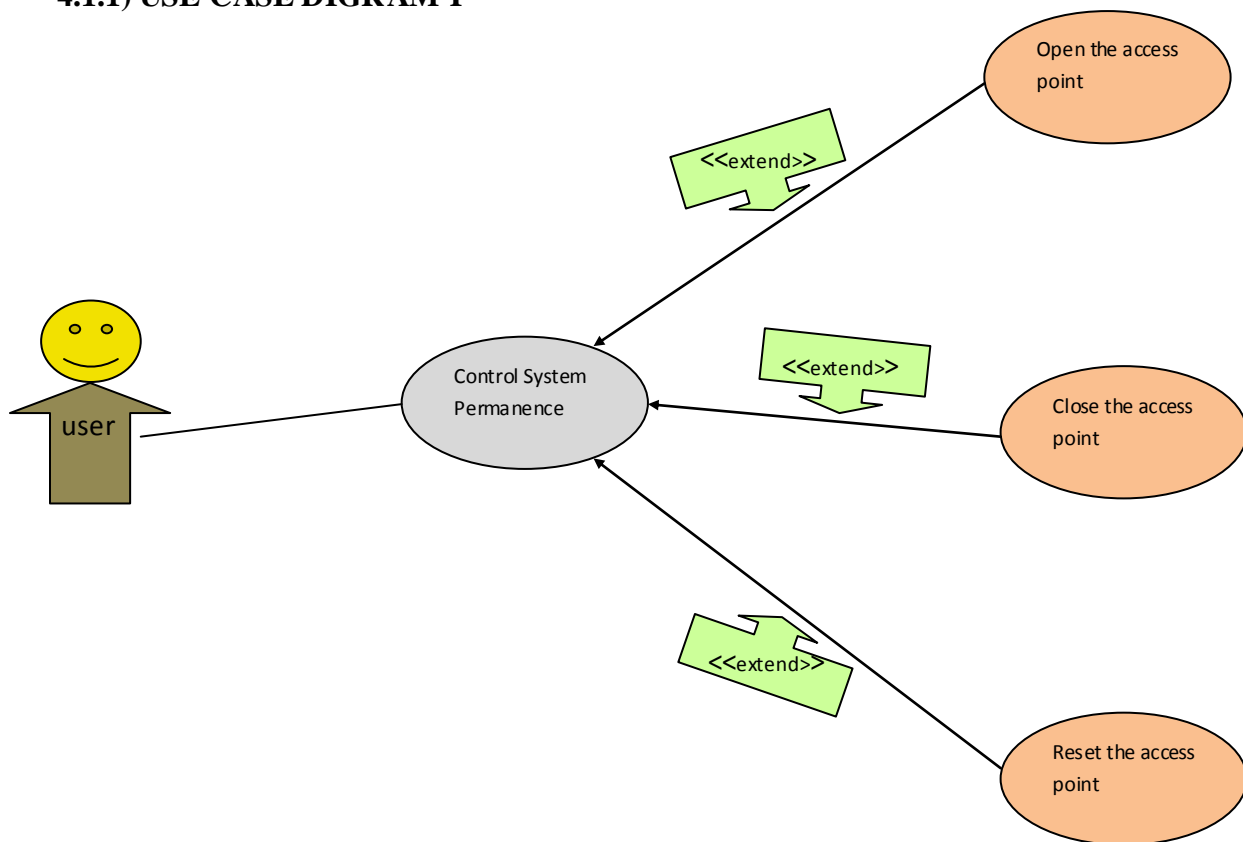 4.1.1) USE CASE DIGRAM 1
Open the access
point
<<extend>>
<<extend>>
Control System
Permanence
user
Close the access
point
<<extend>>
Reset the access
point